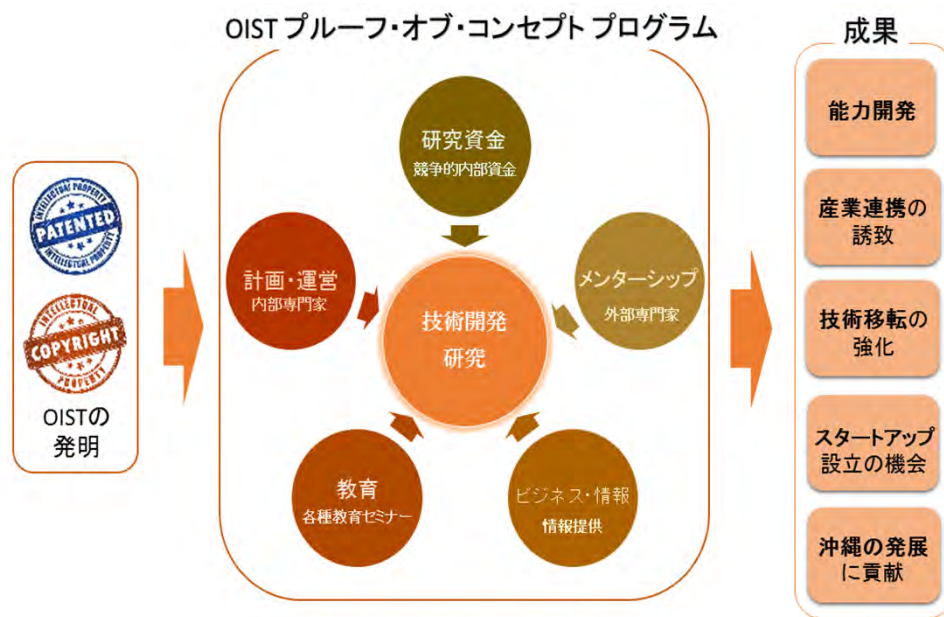 OIST プルーフ・オブ・コンセプト プログラム
成果
INTELLECTUAL PROPERTY
PATENTED
INTELLECTUAL PROPERTY
INTELLECTUAL
COPYRIGHT
PROPERTY
OISTの
発明
研究資金
競争的内部資金
計画・運営
内部専門家
メンターシップ
外部専門家
技術開発
研究
教育
各種教育セミナー
ビジネス・情報
情報提供
能力開発
産業連携の
誘致
技術移転の
強化
スタートアップ
設立の機会
沖縄の発展
に貢献